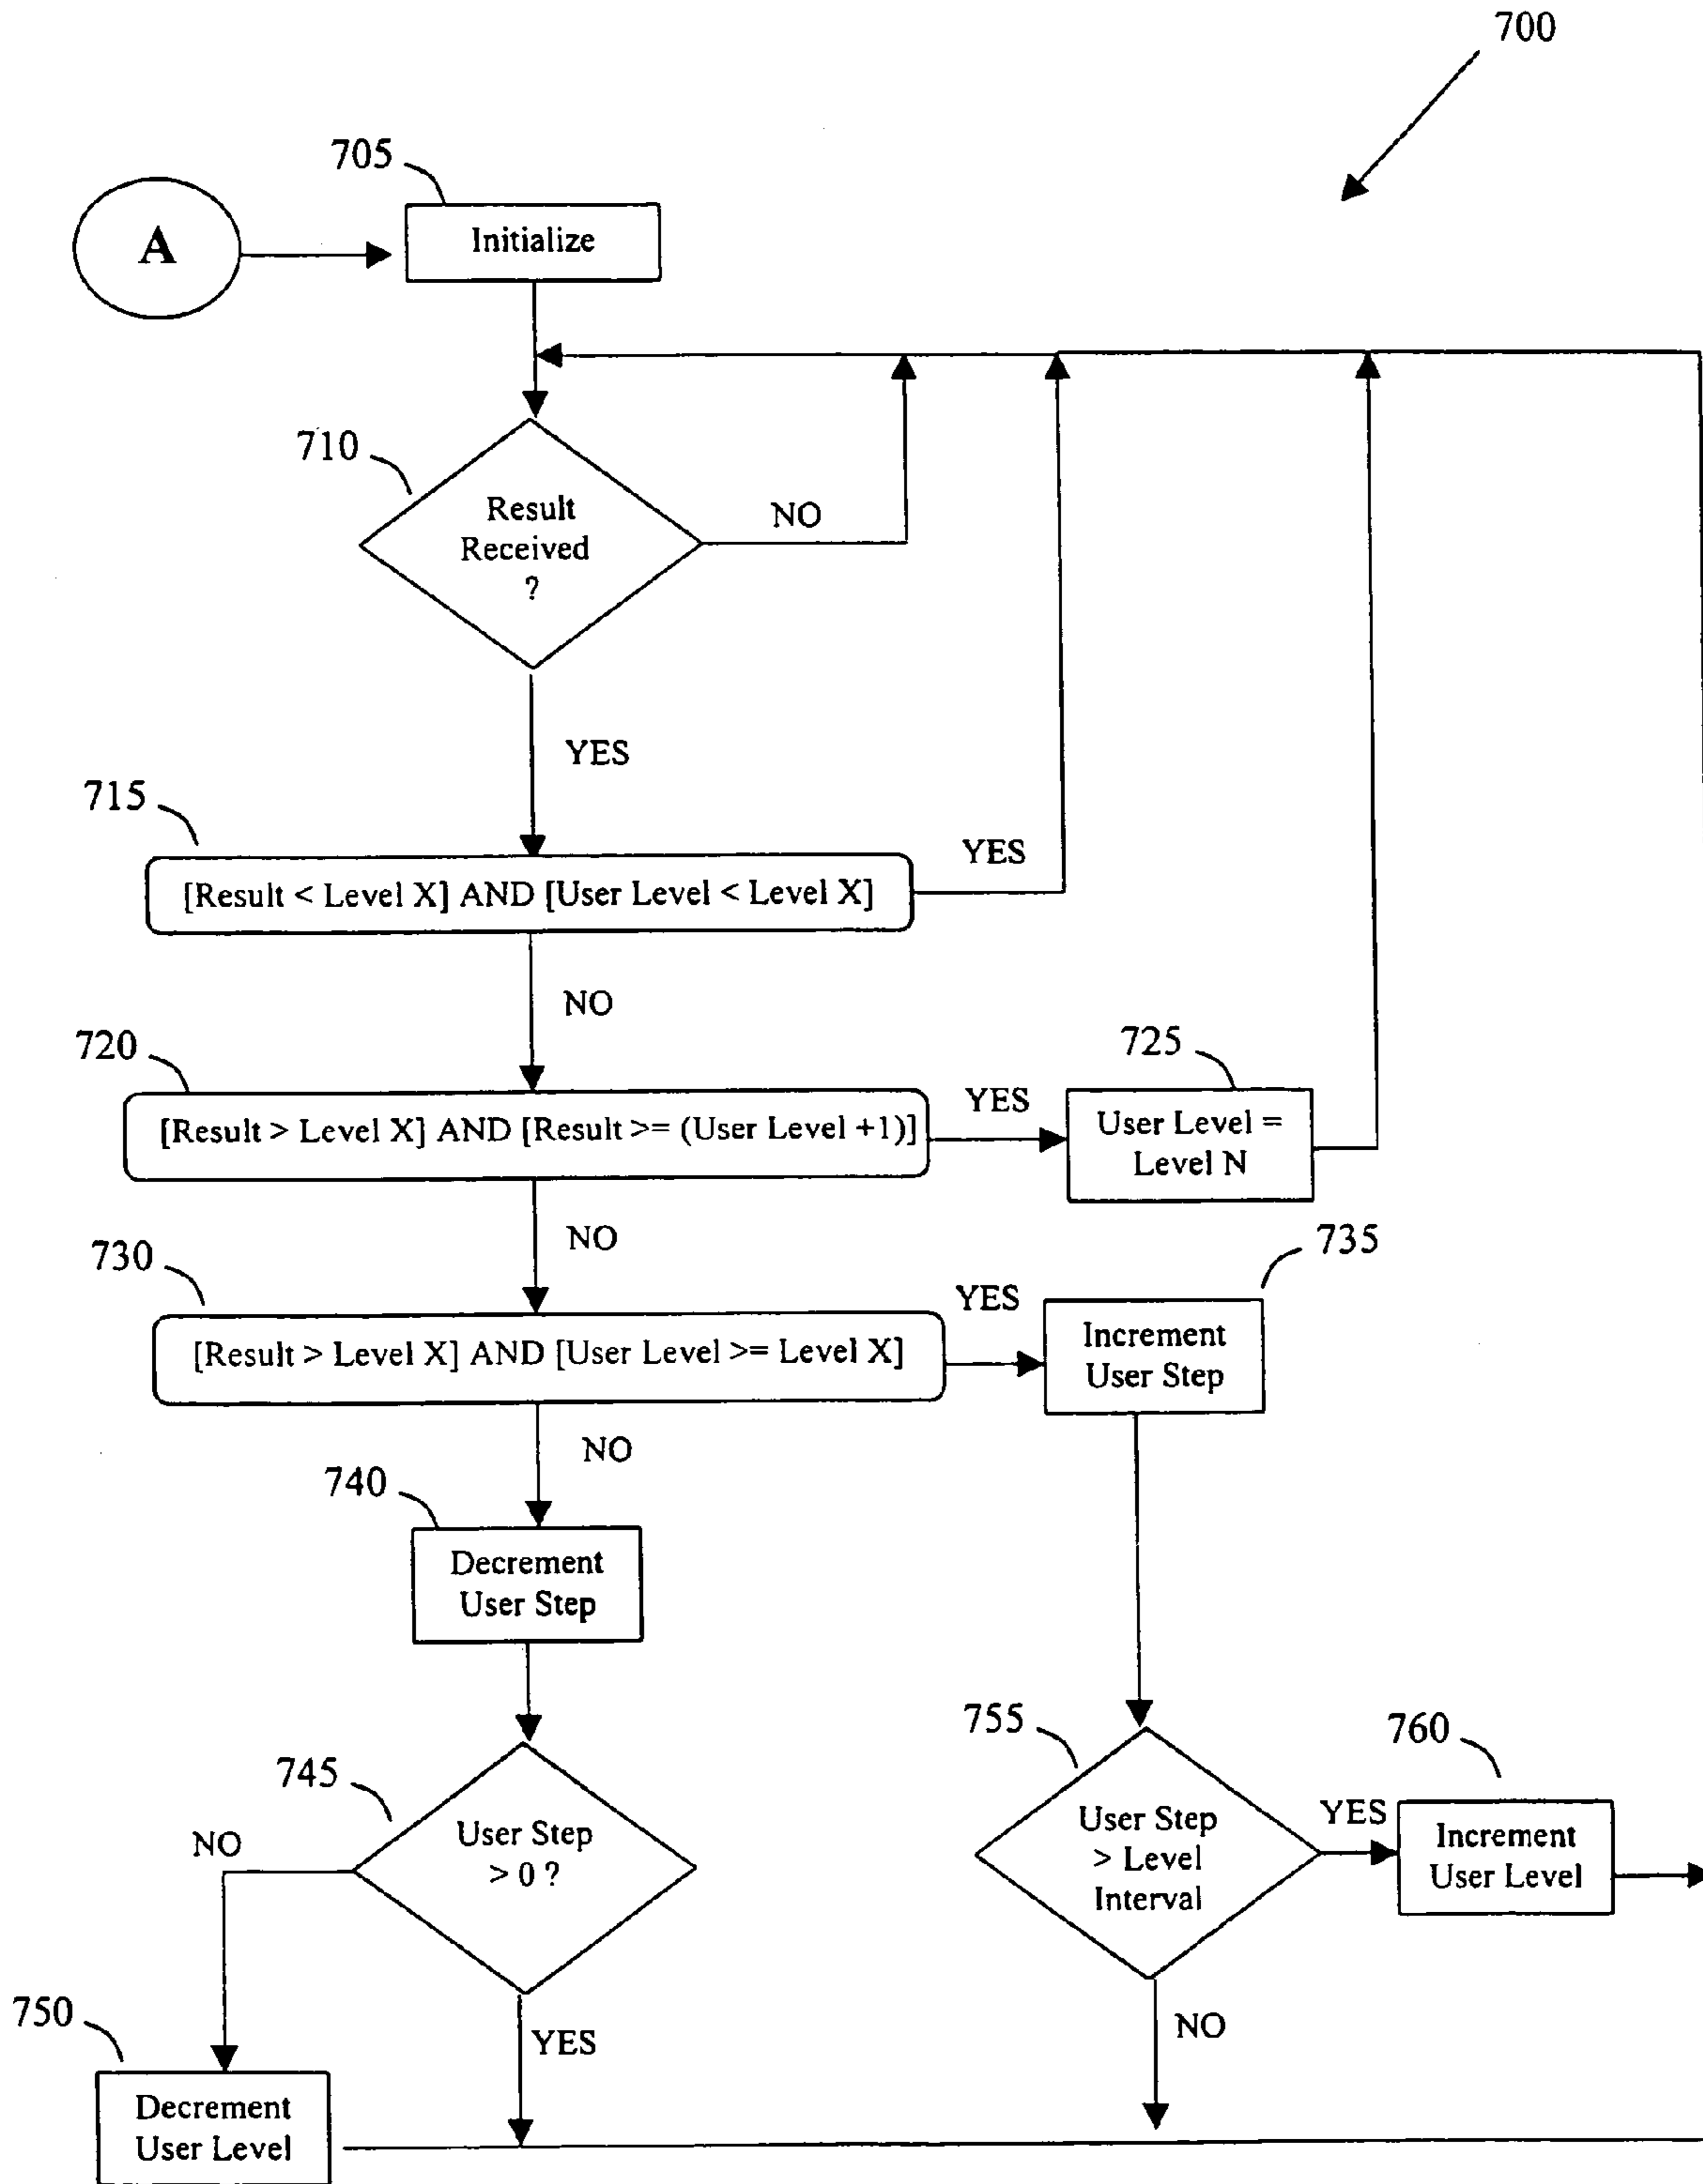 700
705
A
Initialize
710
Result
Received
?
NO
YES
715
[Result < Level X] AND [User Level < Level X]
YES
NO
720
[Result > Level X] AND [Result >= (User Level +1)]
YES
725
User Level =
Level N
NO
730
[Result > Level X] AND [User Level >= Level X]
YES
735
Increment
User Step
NO
740
Decrement
User Step
745
User Step
> 0 ?
NO
YES
750
Decrement
User Level
755
User Step
> Level
Interval
YES
760
Increment
User Level
NO